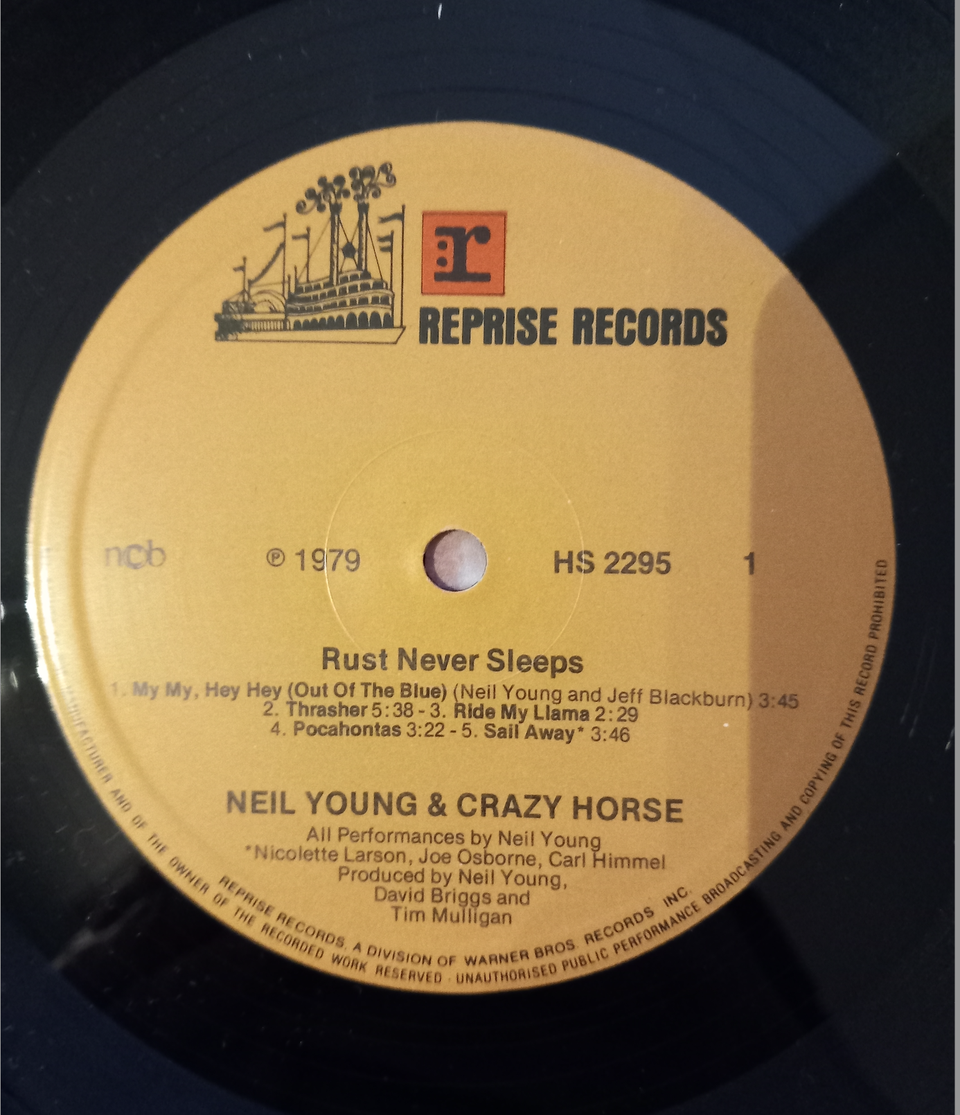 r
REPRISE RECORDS
ncb ℗ 1979 HS 2295 1
Rust Never Sleeps
1. My My, Hey Hey (Out Of The Blue) (Neil Young and Jeff Blackburn) 3:45
2. Thrasher 5:38 - 3. Ride My Llama 2:29
4. Pocahontas 3:22 - 5. Sail Away* 3:46
NEIL YOUNG & CRAZY HORSE
All Performances by Neil Young
*Nicolette Larson, Joe Osborne, Carl Himmel
Produced by Neil Young,
David Briggs and
Tim Mulligan
REPRISE RECORDS, A DIVISION OF WARNER BROS. RECORDS INC.
MANUFACTURER AND OF THE OWNER OF THE RECORDED WORK RESERVED · UNAUTHORISED PUBLIC PERFORMANCE BROADCASTING AND COPYING OF THIS RECORD PROHIBITED